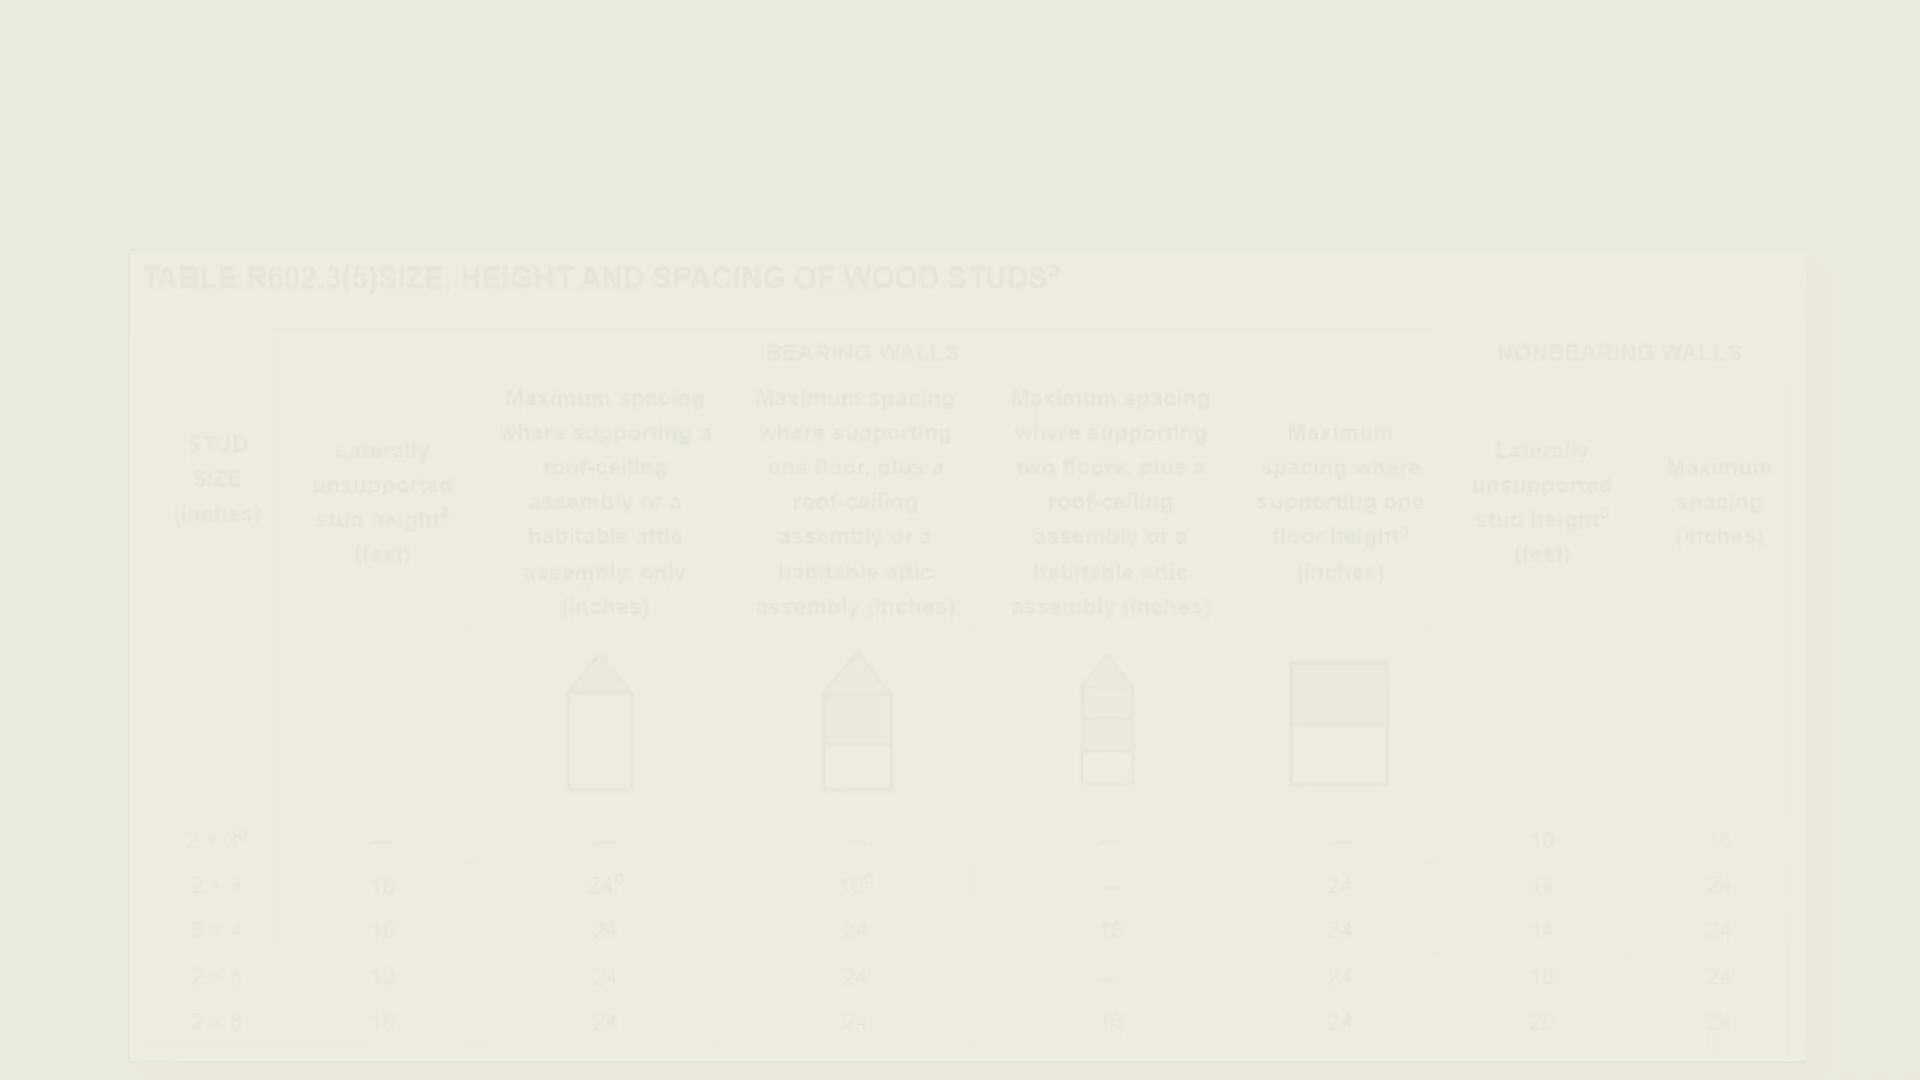 TABLE R602.3(5)SIZE, HEIGHT AND SPACING OF WOOD STUDSa
BEARING WALLS
NONBEARING WALLS
STUD
SIZE
(inches)
Laterally
unsupported
stud heighta
(feet)
Maximum spacing
where supporting a
roof-ceiling
assembly or a
habitable attic
assembly, only
(inches)
Maximum spacing
where supporting
one floor, plus a
roof-ceiling
assembly or a
habitable attic
assembly (inches)
Maximum spacing
where supporting
two floors, plus a
roof-ceiling
assembly or a
habitable attic
assembly (inches)
Maximum
spacing where
supporting one
floor heighta
(inches)
Laterally
unsupported
stud heighta
(feet)
Maximum
spacing
(inches)
2 × 3b — — — — — 10 16
2 × 4 10 24c 16c — 24 14 24
3 × 4 10 24 24 16 24 14 24
2 × 5 10 24 24 — 24 16 24
2 × 6 10 24 24 16 24 20 24